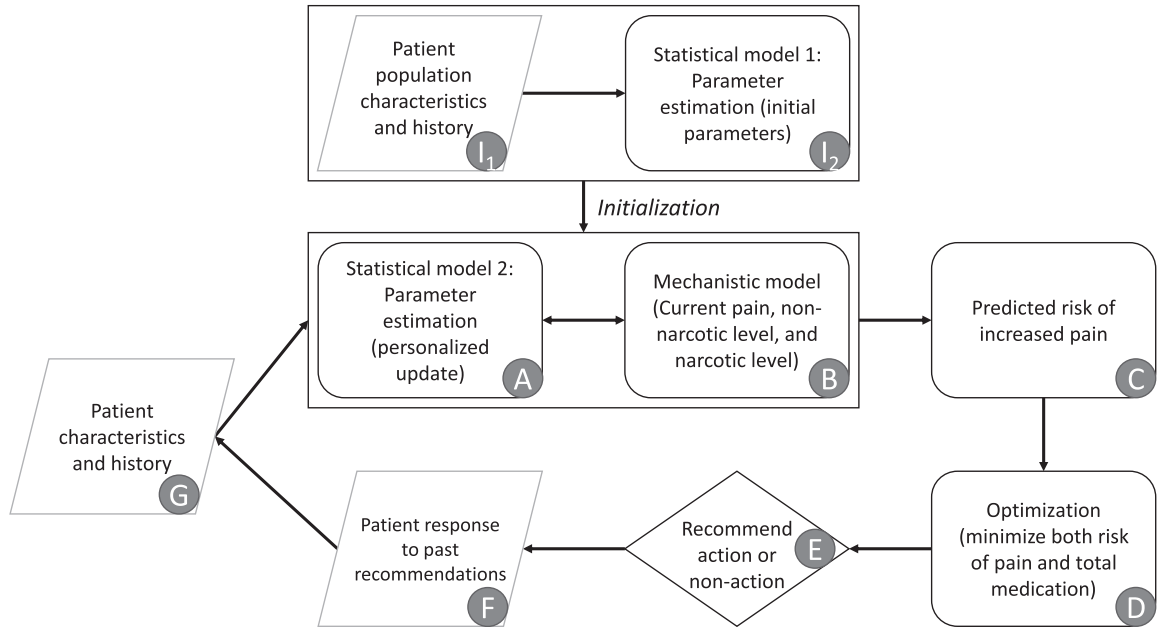 Patient
population
characteristics
and history
I1
Statistical model 1:
Parameter
estimation (initial
parameters)
I2
Initialization
Statistical model 2:
Parameter
estimation
(personalized
update)
A
Mechanistic model
(Current pain, non-
narcotic level, and
narcotic level)
B
Predicted risk of
increased pain
C
Patient
characteristics
and history
G
Patient response
to past
recommendations
F
Recommend
action or
non-action
E
Optimization
(minimize both risk
of pain and total
medication)
D